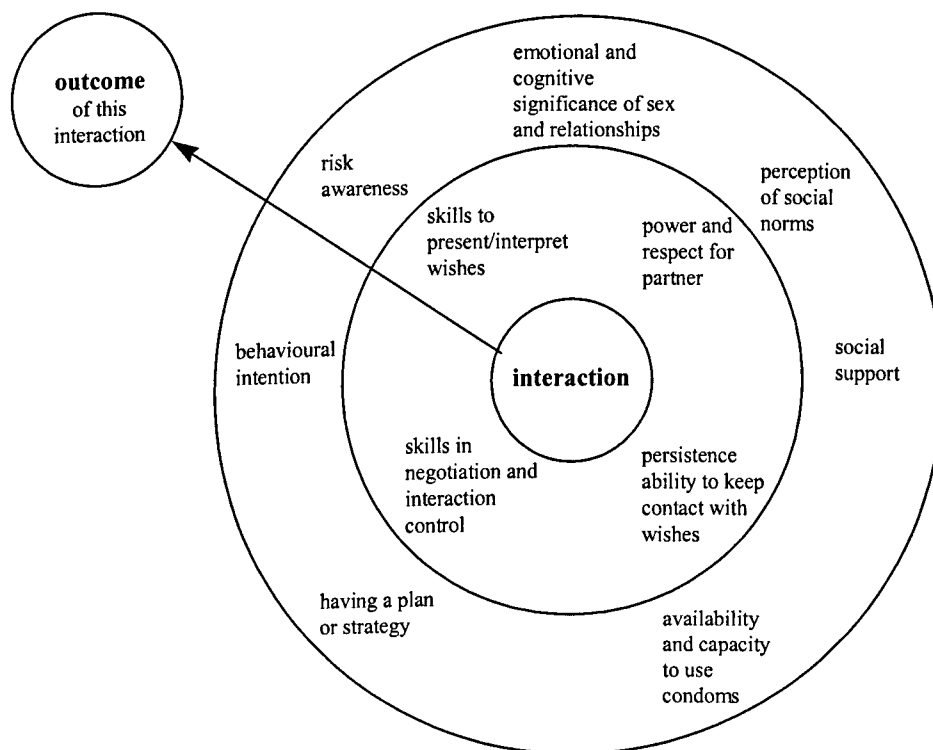 outcome
of this
interaction
emotional and
cognitive
significance of sex
and relationships
risk
awareness
perception
of social
norms
skills to
present/interpret
wishes
power and
respect for
partner
behavioural
intention
interaction
social
support
skills in
negotiation and
interaction
control
persistence
ability to keep
contact with
wishes
having a plan
or strategy
availability
and capacity
to use
condoms